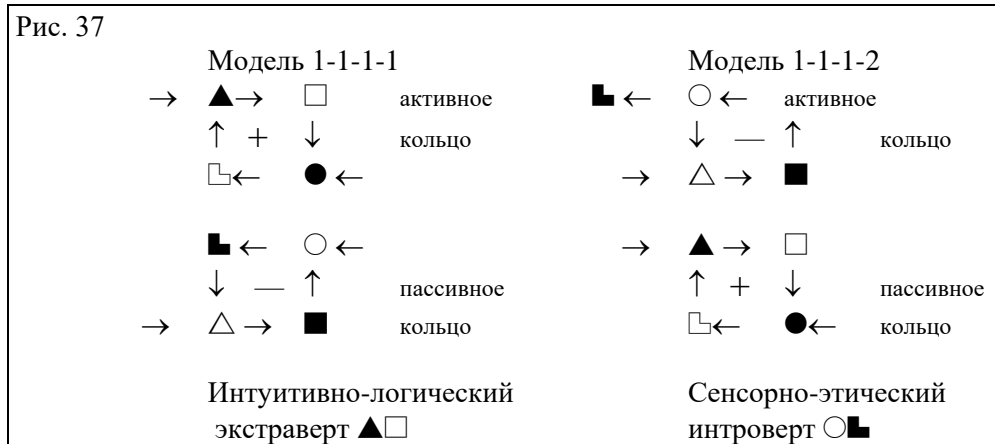 Рис. 37
Модель 1-1-1-1 Модель 1-1-1-2
→ ▲ → □ активное ← ○ ← активное
↑ + ↓ кольцо ↓ — ↑ кольцо
← ● ← → △ → ■
← ○ ← → ▲ → □
↓ — ↑ пассивное ↑ + ↓ пассивное
→ △ → ■ кольцо ← ● ← кольцо
Интуитивно-логический Сенсорно-этический
экстраверт ▲□ интроверт ○